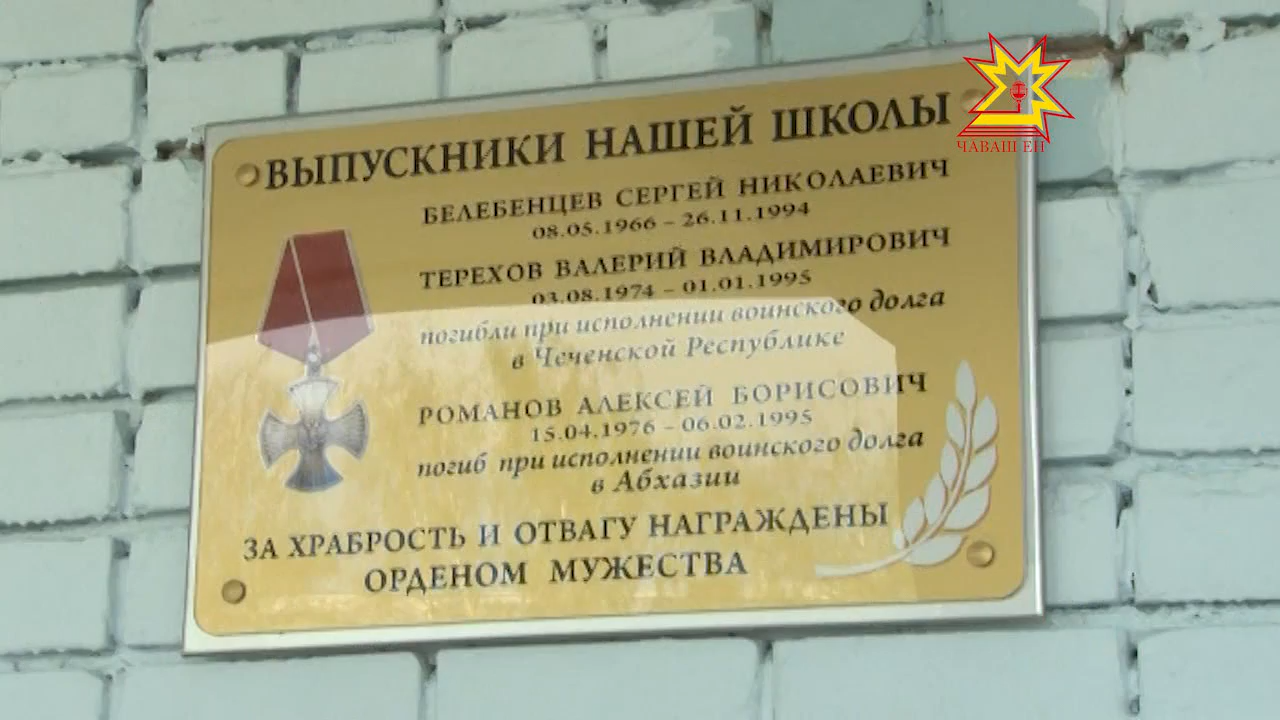 ВЫПУСКНИКИ НАШЕЙ ШКОЛЫ
ЧАВАШ ЕН
БЕЛЕБЕНЦЕВ СЕРГЕЙ НИКОЛАЕВИЧ
08.05.1966 – 26.11.1994
ТЕРЕХОВ ВАЛЕРИЙ ВЛАДИМИРОВИЧ
03.08.1974 – 01.01.1995
погибли при исполнении воинского долга
в Чеченской Республике
РОМАНОВ АЛЕКСЕЙ БОРИСОВИЧ
15.04.1976 – 06.02.1995
погиб при исполнении воинского долга
в Абхазии
ЗА ХРАБРОСТЬ И ОТВАГУ НАГРАЖДЕНЫ
ОРДЕНОМ МУЖЕСТВА